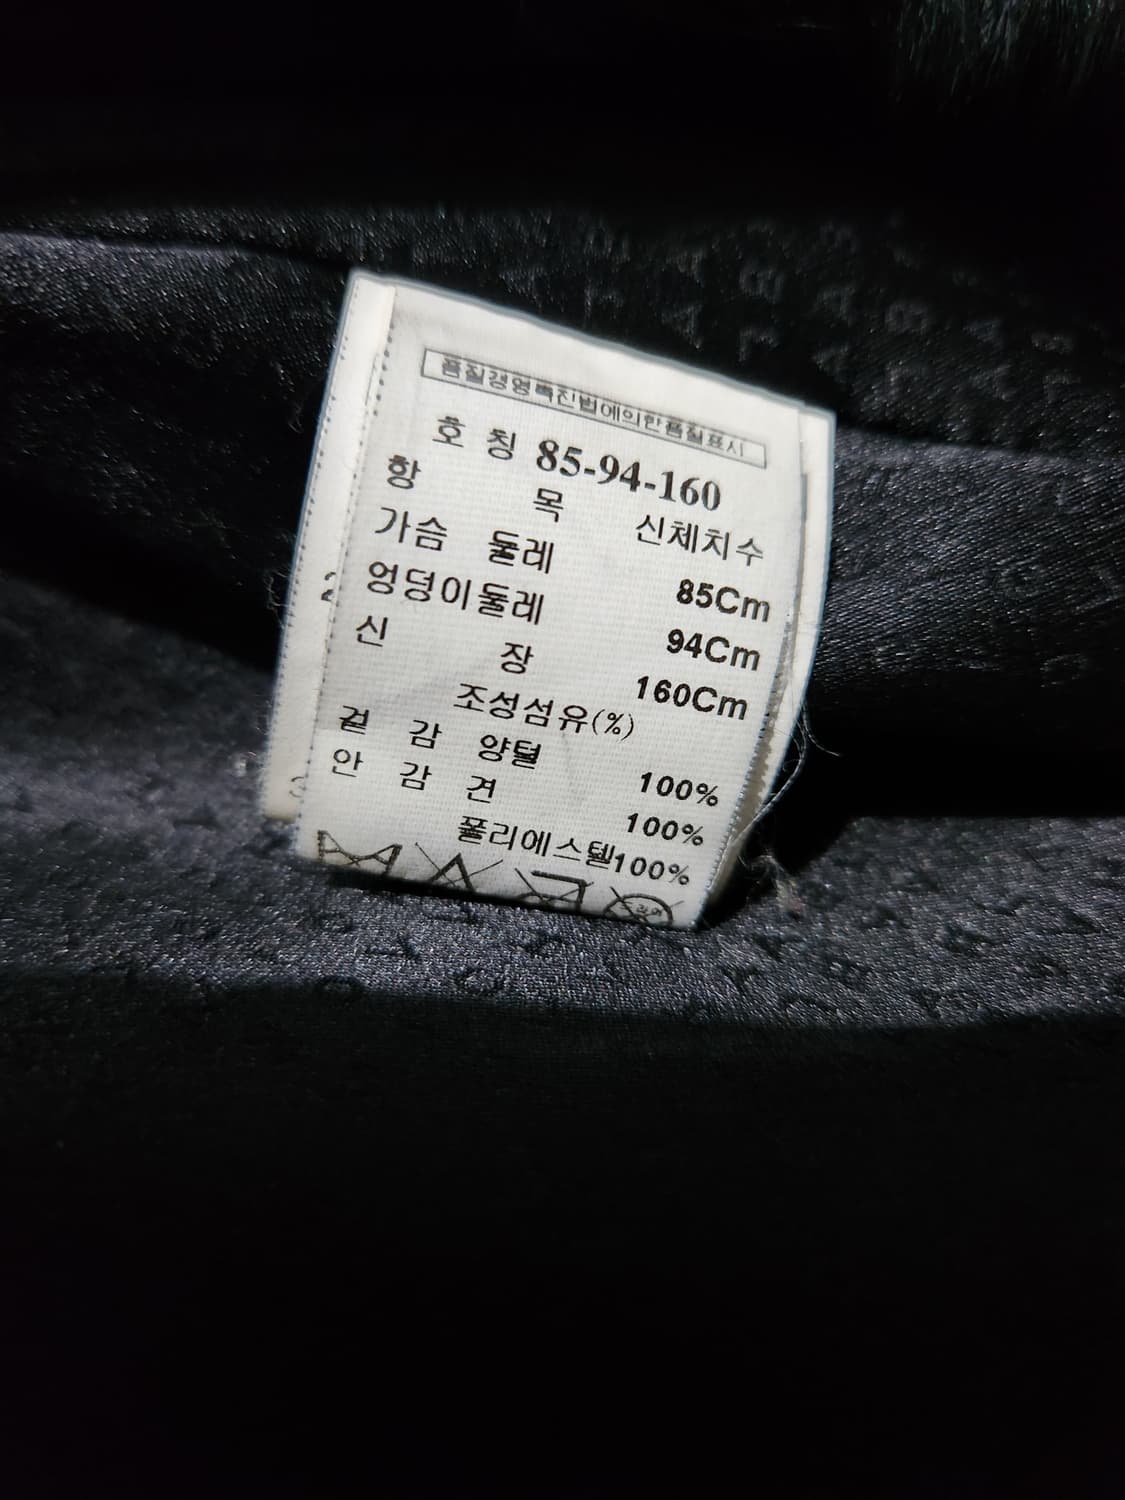 품질경영촉진법에의한품질표시
호 칭 85-94-160
항 목 신체치수
가슴 둘레 85Cm
엉덩이둘레 94Cm
신 장 160Cm
조성섬유(%)
겉 감 양털 100%
안 감 견 100%
폴리에스텔100%